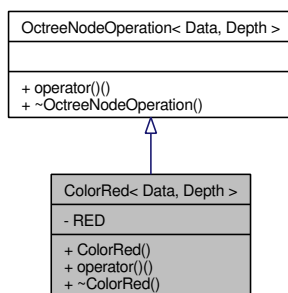 OctreeNodeOperation< Data, Depth >
+ operator()()
+ ~OctreeNodeOperation()
ColorRed< Data, Depth >
- RED
+ ColorRed()
+ operator()()
+ ~ColorRed()